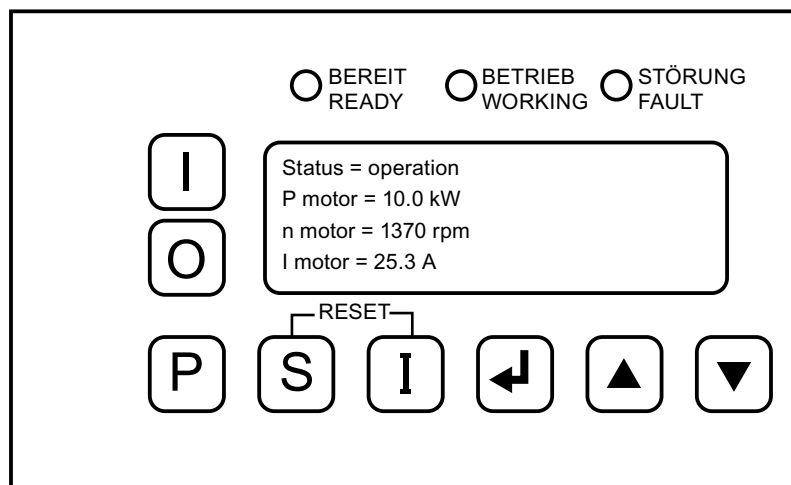 BEREIT
READY
BETRIEB
WORKING
STÖRUNG
FAULT
I
O
Status = operation
P motor = 10.0 kW
n motor = 1370 rpm
I motor = 25.3 A
RESET
P
S
I